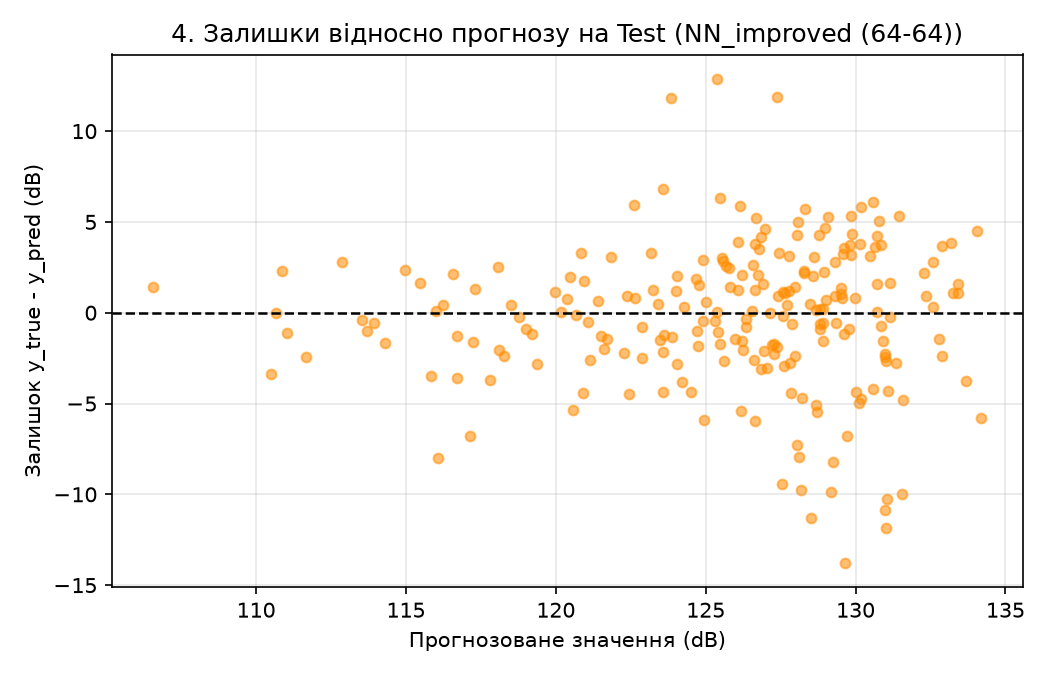 4. Залишки відносно прогнозу на Test (NN_improved (64-64))
Залишок y_true - y_pred (dB)
10
5
0
−5
−10
−15
110 115 120 125 130 135
Прогнозоване значення (dB)